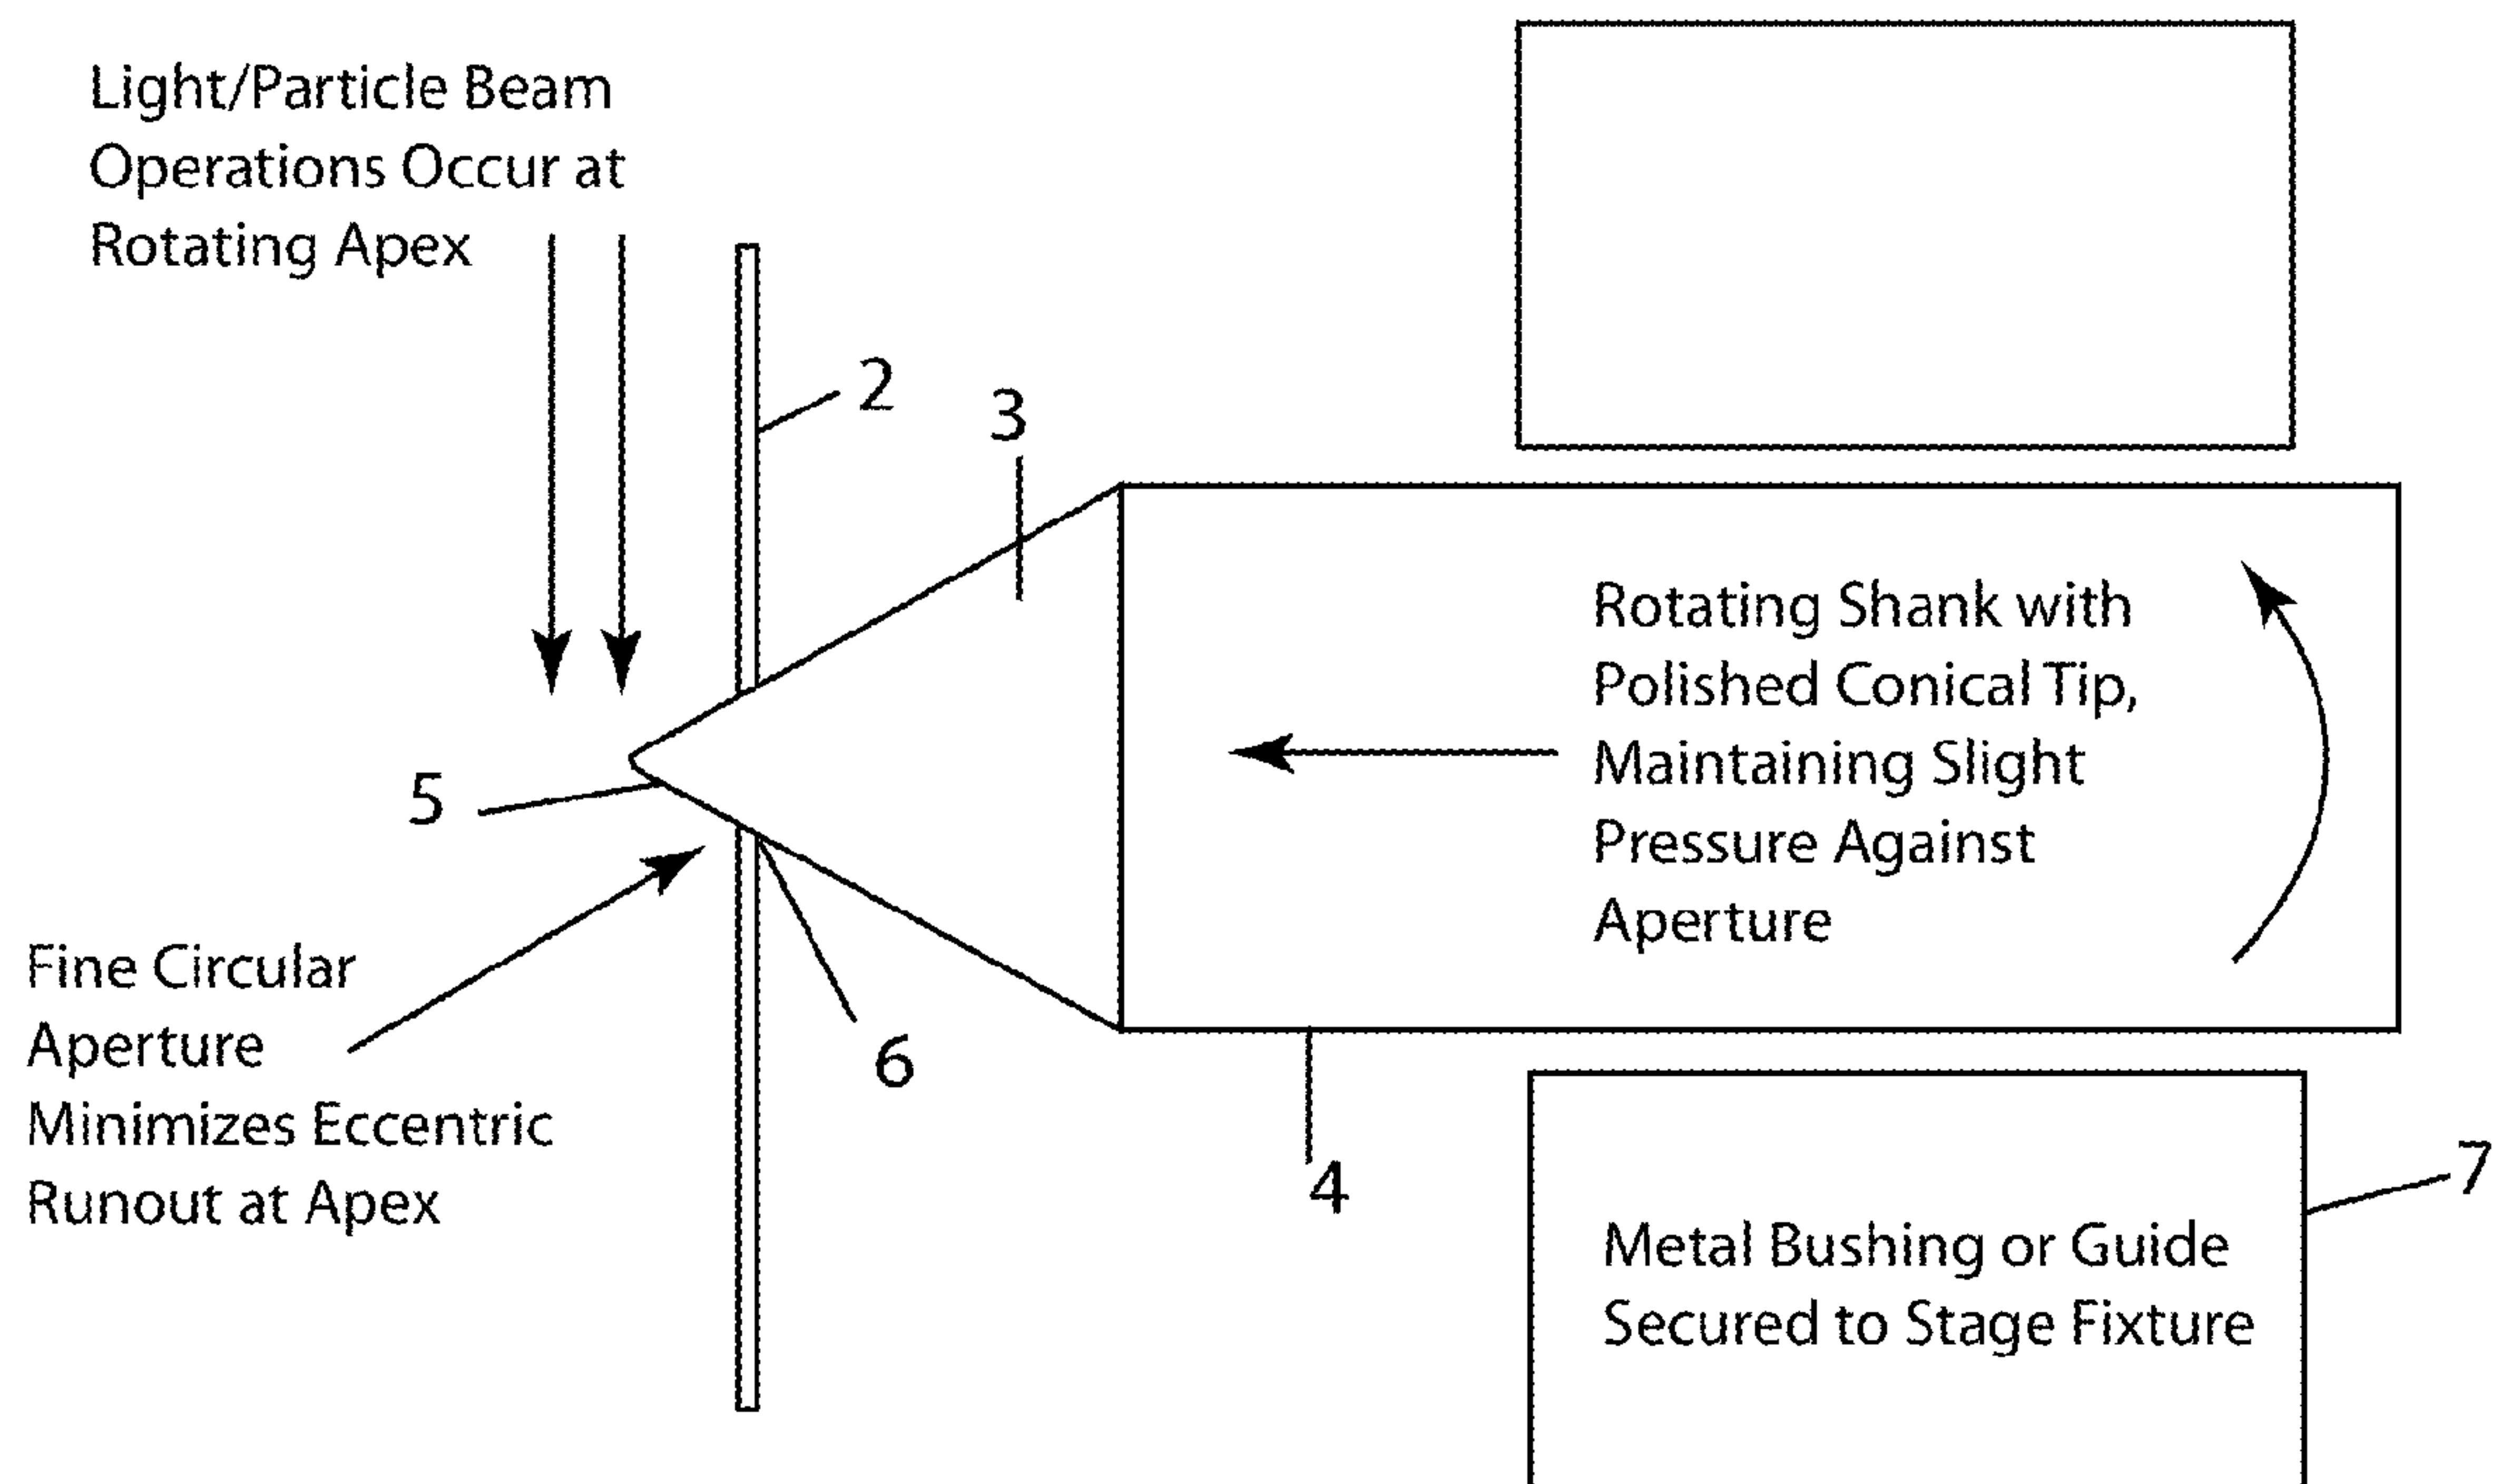 Light/Particle Beam
Operations Occur at
Rotating Apex
2
3
Rotating Shank with
Polished Conical Tip,
Maintaining Slight
Pressure Against
Aperture
5
Fine Circular
Aperture
Minimizes Eccentric
Runout at Apex
6
4
7
Metal Bushing or Guide
Secured to Stage Fixture